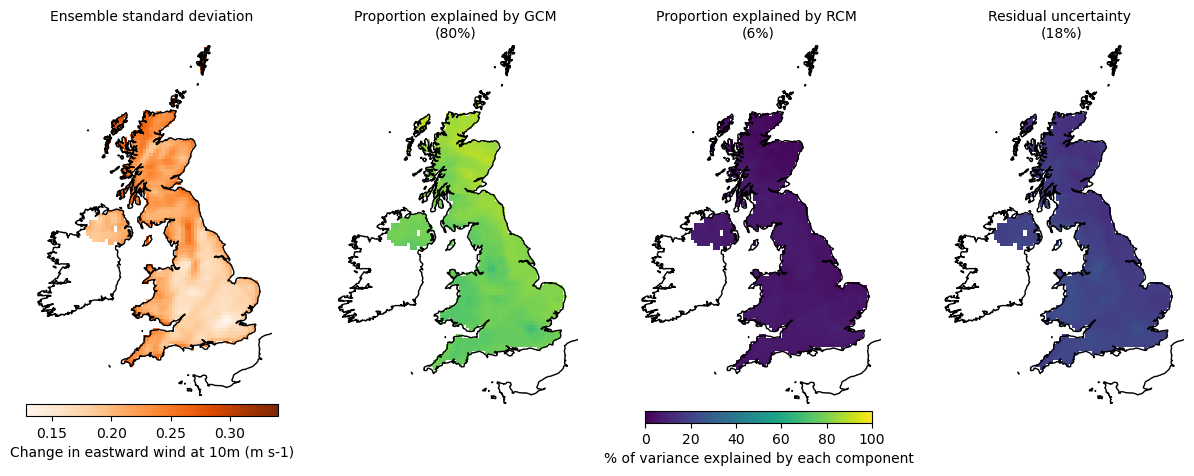 Ensemble standard deviation
Proportion explained by GCM
(80%)
Proportion explained by RCM
(6%)
Residual uncertainty
(18%)
0.15 0.20 0.25 0.30
Change in eastward wind at 10m (m s-1)
0 20 40 60 80 100
% of variance explained by each component